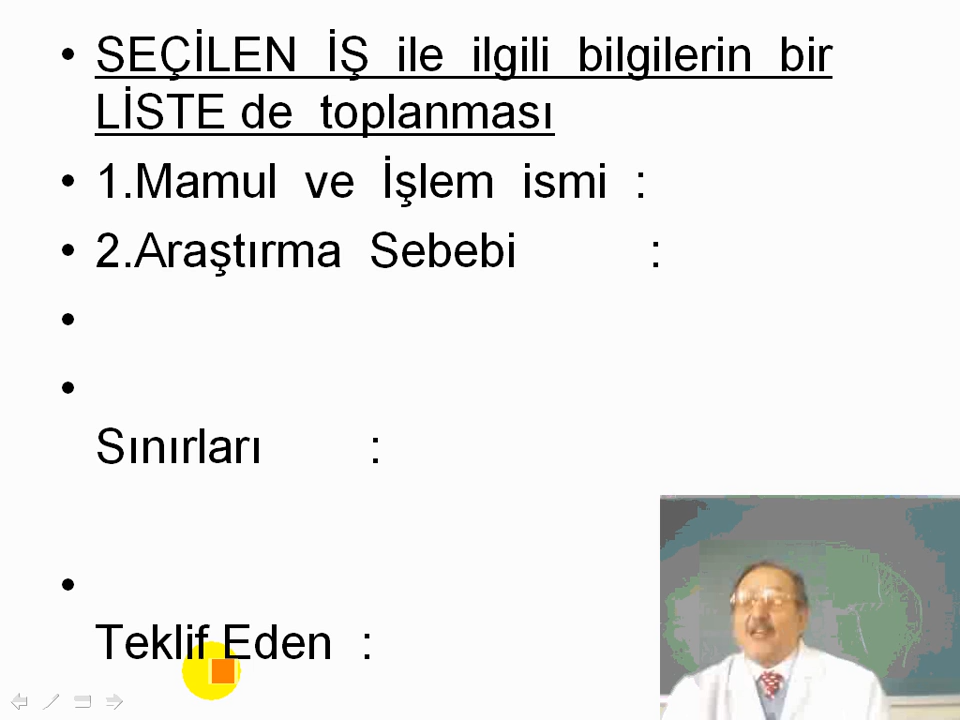 SEÇİLEN İŞ ile ilgili bilgilerin bir
LİSTE de toplanması
1.Mamul ve İşlem ismi :
2.Araştırma Sebebi :
Sınırları :
Teklif Eden :